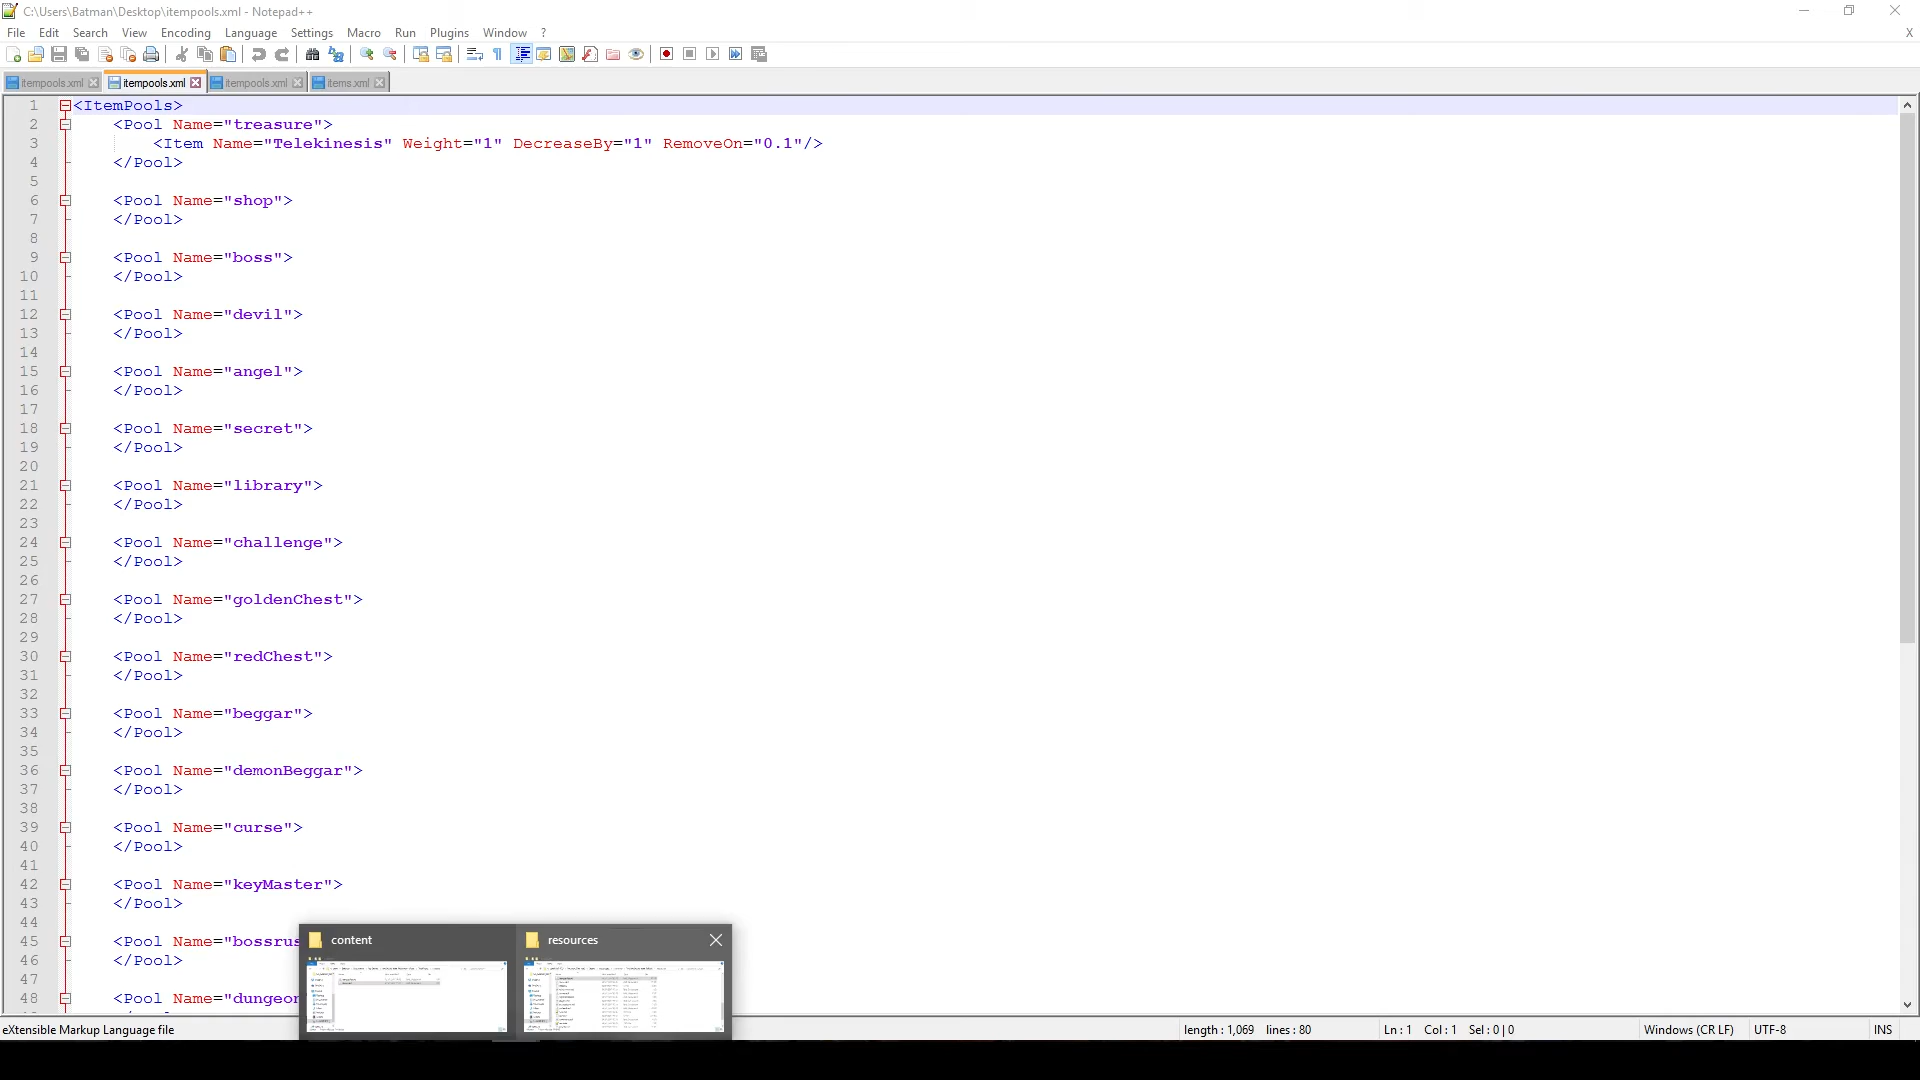 C:\Users\Batman\Desktop\itempools.xml - Notepad++
File Edit Search View Encoding Language Settings Macro Run Plugins Window ? X
itempools.xml itempools.xml itempools.xml items.xml
1 <ItemPools>
2 <Pool Name="treasure">
3 <Item Name="Telekinesis" Weight="1" DecreaseBy="1" RemoveOn="0.1"/>
4 </Pool>
5
6 <Pool Name="shop">
7 </Pool>
8
9 <Pool Name="boss">
10 </Pool>
11
12 <Pool Name="devil">
13 </Pool>
14
15 <Pool Name="angel">
16 </Pool>
17
18 <Pool Name="secret">
19 </Pool>
20
21 <Pool Name="library">
22 </Pool>
23
24 <Pool Name="challenge">
25 </Pool>
26
27 <Pool Name="goldenChest">
28 </Pool>
29
30 <Pool Name="redChest">
31 </Pool>
32
33 <Pool Name="beggar">
34 </Pool>
35
36 <Pool Name="demonBeggar">
37 </Pool>
38
39 <Pool Name="curse">
40 </Pool>
41
42 <Pool Name="keyMaster">
43 </Pool>
44
45 <Pool Name="bossrus
46 </Pool>
47
48 <Pool Name="dungeon
content resources
eXtensible Markup Language file length : 1,069 lines : 80 Ln : 1 Col : 1 Sel : 0 | 0 Windows (CR LF) UTF-8 INS